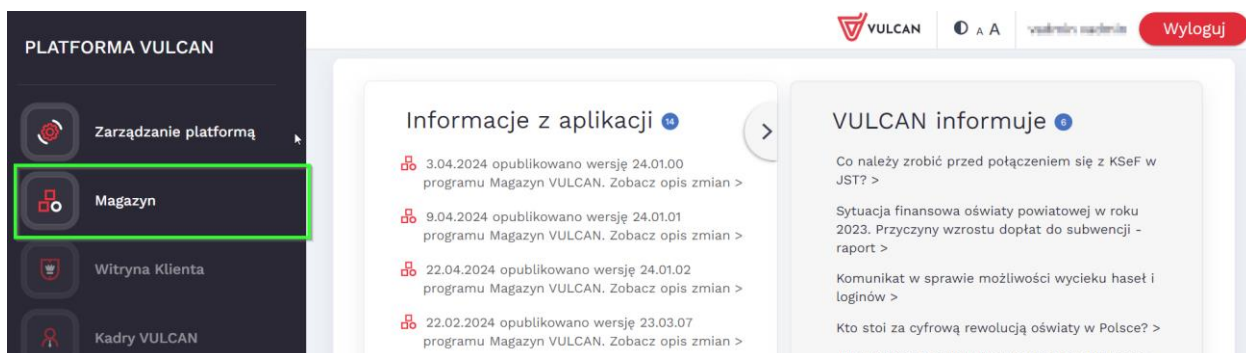 PLATFORMA VULCAN
Zarządzanie platformą
Magazyn
Witryna Klienta
Kadry VULCAN
VULCAN
A A
Wyloguj
Informacje z aplikacji 14
3.04.2024 opublikowano wersję 24.01.00
programu Magazyn VULCAN. Zobacz opis zmian >
9.04.2024 opublikowano wersję 24.01.01
programu Magazyn VULCAN. Zobacz opis zmian >
22.04.2024 opublikowano wersję 24.01.02
programu Magazyn VULCAN. Zobacz opis zmian >
22.02.2024 opublikowano wersję 23.03.07
programu Magazyn VULCAN. Zobacz opis zmian >
VULCAN informuje 6
Co należy zrobić przed połączeniem się z KSeF w
JST? >
Sytuacja finansowa oświaty powiatowej w roku
2023. Przyczyny wzrostu dopłat do subwencji -
raport >
Komunikat w sprawie możliwości wycieku haseł i
loginów >
Kto stoi za cyfrową rewolucją oświaty w Polsce? >